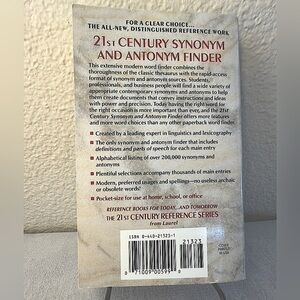 FOR A CLEAR CHOICE...
THE ALL-NEW, DISTINGUISHED REFERENCE WORK
21ST CENTURY SYNONYM
AND ANTONYM FINDER
This extensive modern word finder combines the
thoroughness of the classic thesaurus with the rapid-access
format of synonym and antonym sources. Students,
professionals, and business people will find a wide variety of
appropriate contemporary synonyms and antonyms to
help them create documents that convey instructions and ideas
with power and precision. Today having the right word for
the right occasion is more important than ever, and the 21st
Century Synonym and Antonym Finder offers more features
and more word choices than any other paperback word finder.
Created by a leading expert in linguistics and lexicography
The only synonym and antonym finder that includes
definitions and parts of speech for each main entry
Alphabetical listing of over 200,000 synonyms and
antonyms
Plentiful selections accompany thousands of main entries
Modern, preferred usages and spellings—no useless archaic
or obsolete words!
Pocket-size for use at home, school, or office
REFERENCE BOOKS FOR TODAY...AND TOMORROW
THE 21ST CENTURY REFERENCE SERIES
from Laurel
ISBN 0-440-21323-1
21323
71009 00599